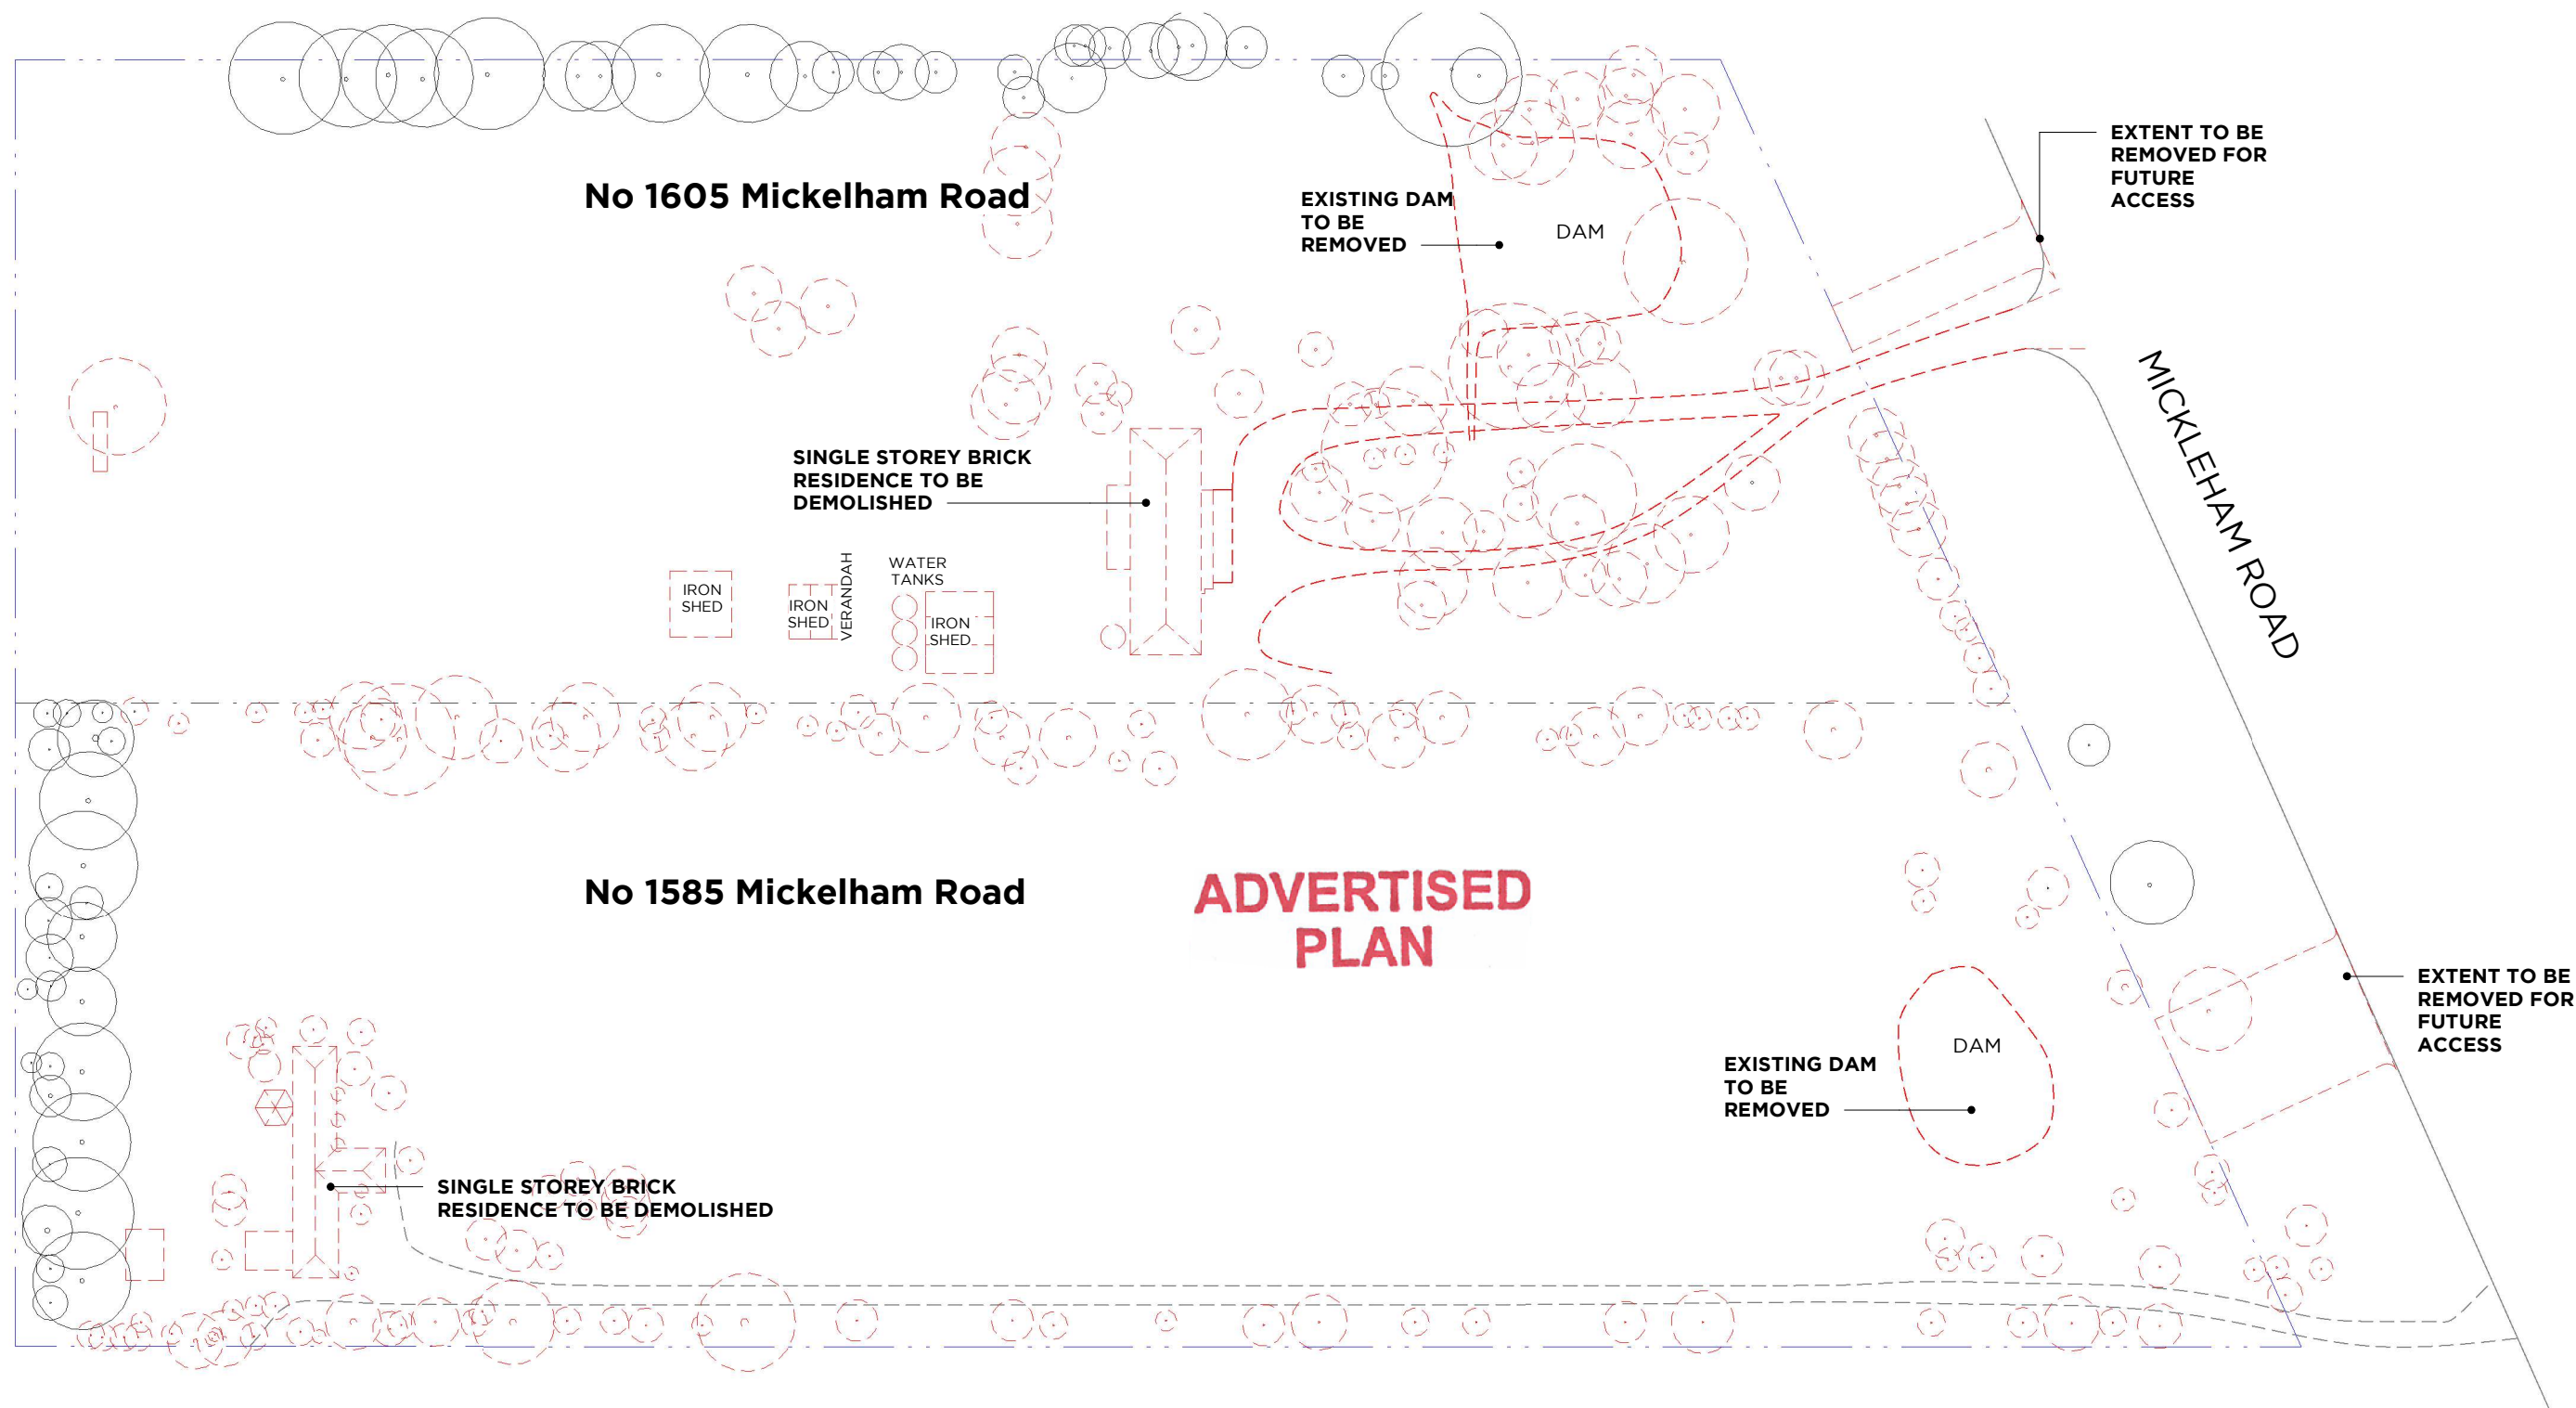 EXTENT TO BE
REMOVED FOR
FUTURE
ACCESS
No 1605 Mickelham Road
EXISTING DAM
TO BE
REMOVED
DAM
MICKLEHAM ROAD
SINGLE STOREY BRICK
RESIDENCE TO BE
DEMOLISHED
IRON
SHED
IRON
SHED
VERANDAH
WATER
TANKS
IRON
SHED
No 1585 Mickelham Road
ADVERTISED
PLAN
EXTENT TO BE
REMOVED FOR
FUTURE
ACCESS
DAM
EXISTING DAM
TO BE
REMOVED
SINGLE STOREY BRICK
RESIDENCE TO BE DEMOLISHED